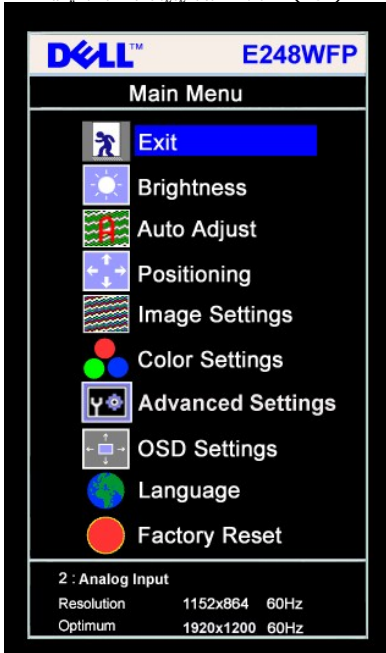 DELL™ E248WFP
Main Menu
Exit
Brightness
Auto Adjust
Positioning
Image Settings
Color Settings
Advanced Settings
OSD Settings
Language
Factory Reset
2 : Analog Input
Resolution 1152x864 60Hz
Optimum 1920x1200 60Hz